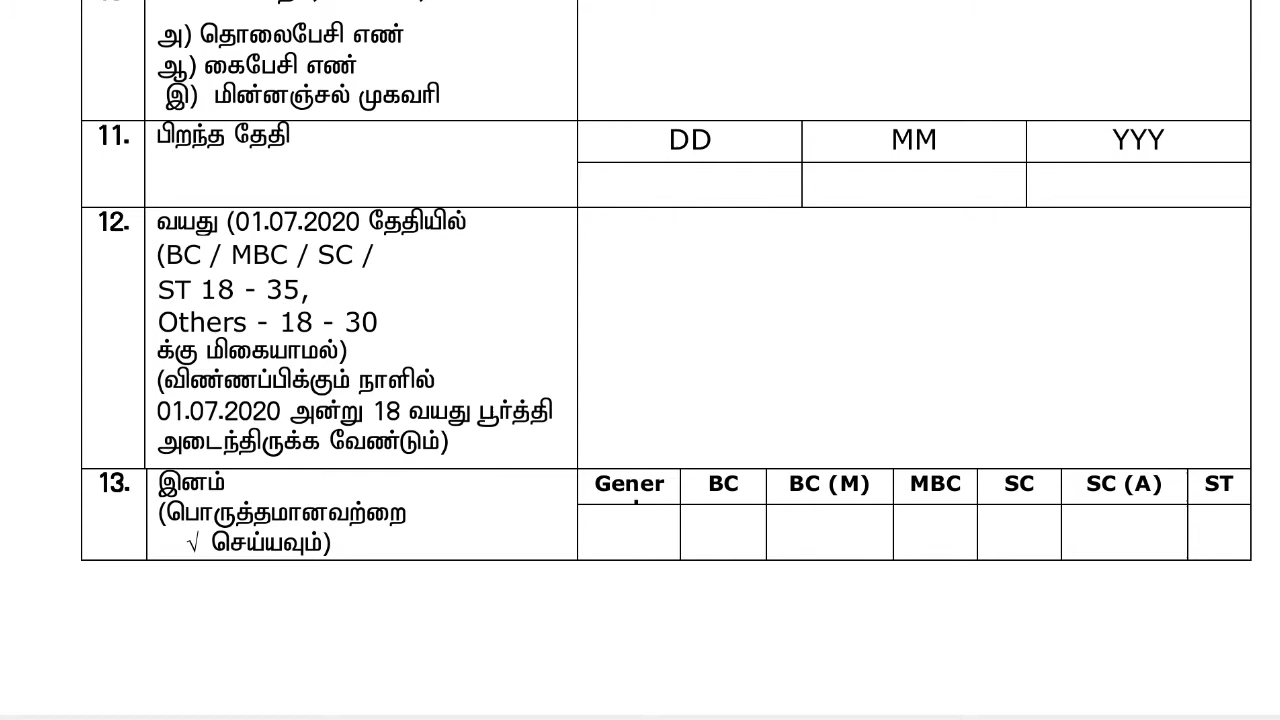 அ) தொலைபேசி எண்
ஆ) கைபேசி எண்
இ) மின்னஞ்சல் முகவரி
11. பிறந்த தேதி DD MM YYY
12. வயது (01.07.2020 தேதியில்
(BC / MBC / SC /
ST 18 - 35,
Others - 18 - 30
க்கு மிகையாமல்)
(விண்ணப்பிக்கும் நாளில்
01.07.2020 அன்று 18 வயது பூர்த்தி
அடைந்திருக்க வேண்டும்)
13. இனம் Gener BC BC (M) MBC SC SC (A) ST
(பொருத்தமானவற்றை
√ செய்யவும்)